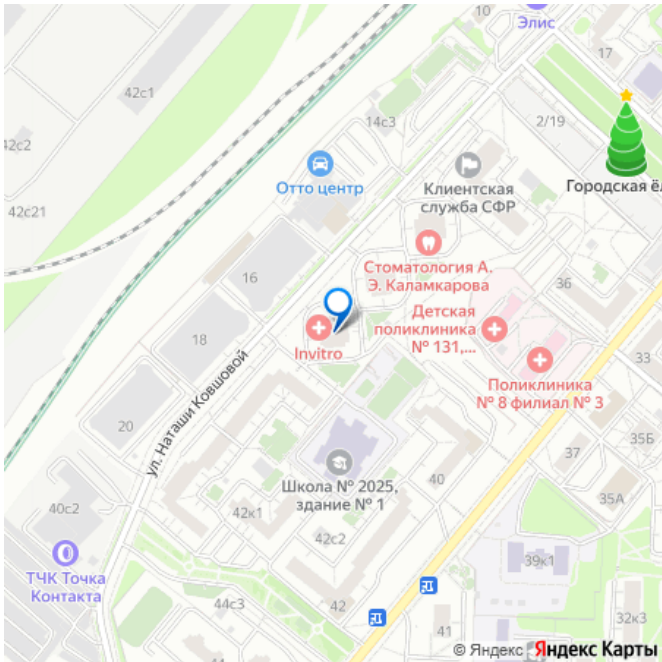 10
Элис
17
42с1
2/19
14с3
42с2
Отто центр
Клиентская
служба СФР
Городская ёл
42с21
Стоматология А.
Э. Каламкарова
16
36
Детская
поликлиника
№ 131,...
18
Invitro
33
Поликлиника
№ 8 филиал № 3
ул. Наташи Ковшовой
20
35Б
37
Школа № 2025,
здание № 1
40
35А
40с2
42к1
42с2
ТЧК Точка
Контакта
39к1
44с3
42
41
32к3
© Яндекс Яндекс Карты